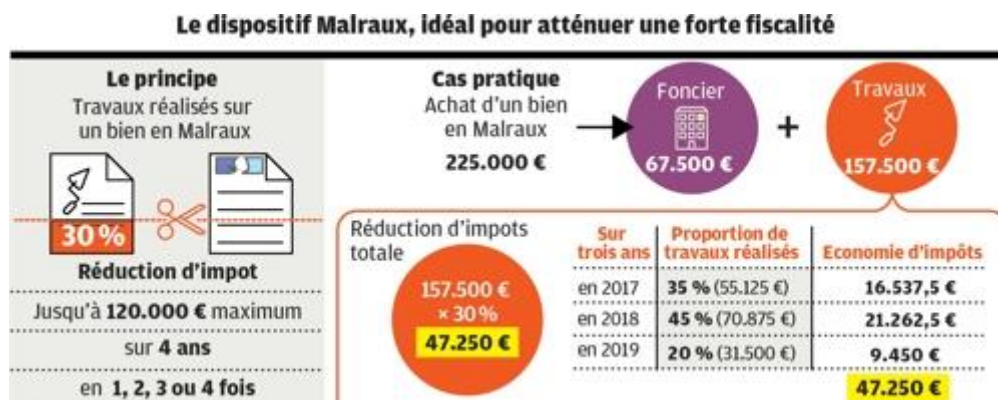 Le dispositif Malraux, idéal pour atténuer une forte fiscalité
Le principe
Travaux réalisés sur
un bien en Malraux
30 %
Réduction d'impot
Jusqu'à 120.000 € maximum
sur 4 ans
en 1, 2, 3 ou 4 fois
Cas pratique
Achat d'un bien
en Malraux
225.000 €
Foncier
67.500 €
+
Travaux
157.500 €
Réduction d'impots
totale
157.500 €
× 30 %
47.250 €
Sur
trois ans
Proportion de
travaux réalisés
Economie d'impôts
en 2017 35 % (55.125 €) 16.537,5 €
en 2018 45 % (70.875 €) 21.262,5 €
en 2019 20 % (31.500 €) 9.450 €
47.250 €